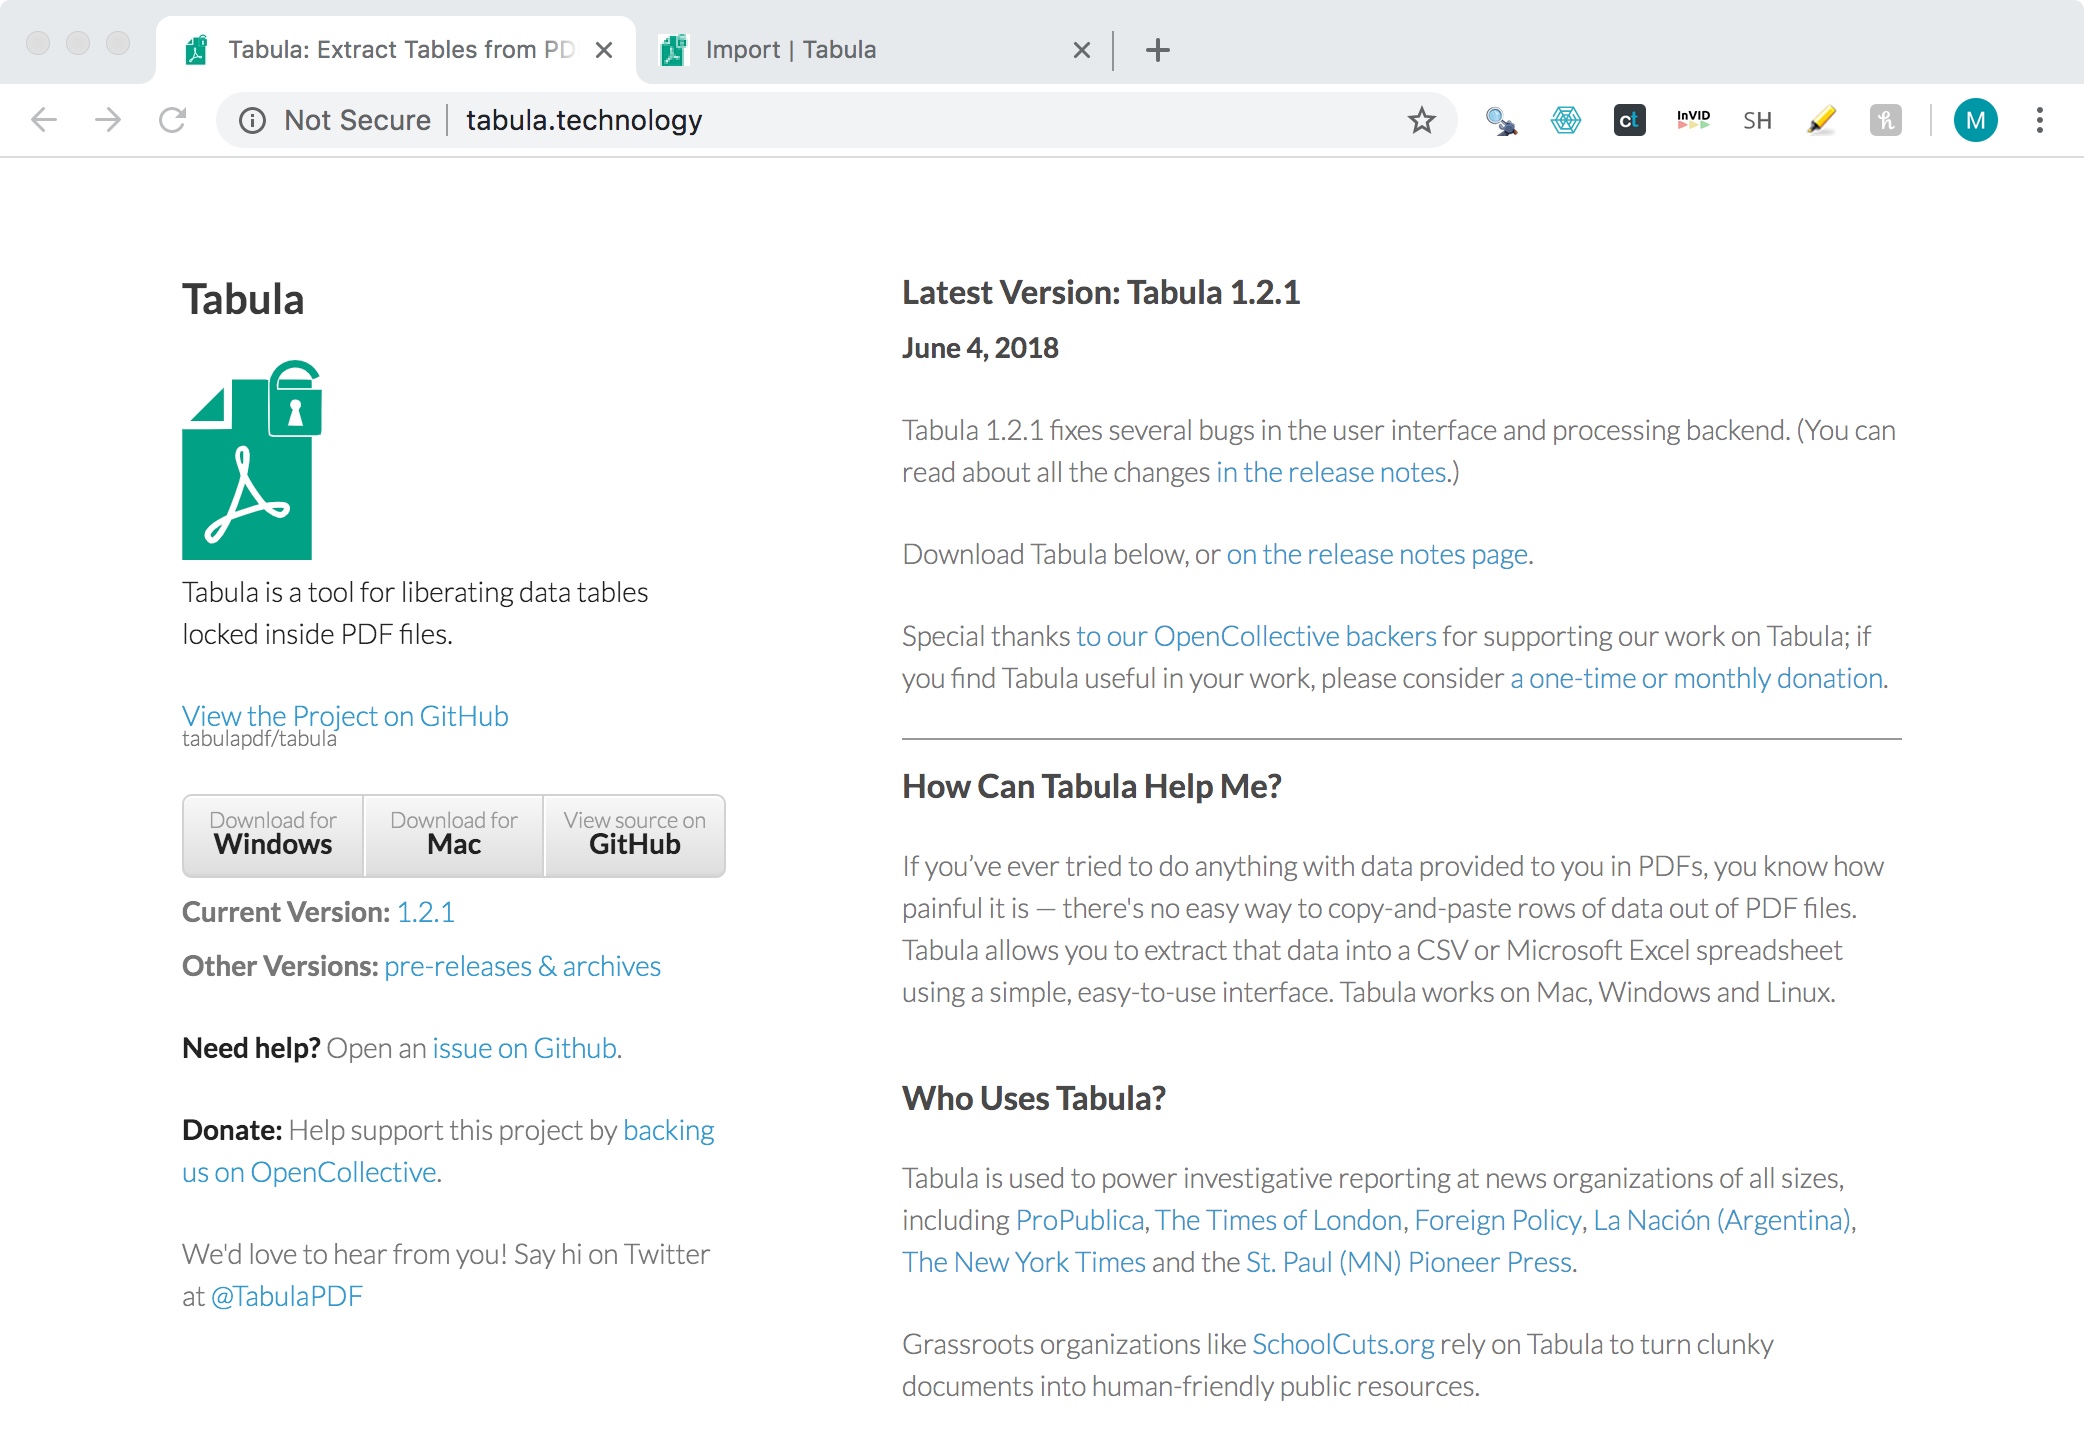 Tabula: Extract Tables from PD
Import | Tabula
Not Secure
tabula.technology
ct
InVID
SH
M
Tabula
Tabula is a tool for liberating data tables
locked inside PDF files.
View the Project on GitHub
tabulapdf/tabula
Download for
Windows
Download for
Mac
View source on
GitHub
Current Version: 1.2.1
Other Versions: pre-releases & archives
Need help? Open an issue on Github.
Donate: Help support this project by backing
us on OpenCollective.
We'd love to hear from you! Say hi on Twitter
at @TabulaPDF
Latest Version: Tabula 1.2.1
June 4, 2018
Tabula 1.2.1 fixes several bugs in the user interface and processing backend. (You can
read about all the changes in the release notes.)
Download Tabula below, or on the release notes page.
Special thanks to our OpenCollective backers for supporting our work on Tabula; if
you find Tabula useful in your work, please consider a one-time or monthly donation.
How Can Tabula Help Me?
If you’ve ever tried to do anything with data provided to you in PDFs, you know how
painful it is — there's no easy way to copy-and-paste rows of data out of PDF files.
Tabula allows you to extract that data into a CSV or Microsoft Excel spreadsheet
using a simple, easy-to-use interface. Tabula works on Mac, Windows and Linux.
Who Uses Tabula?
Tabula is used to power investigative reporting at news organizations of all sizes,
including ProPublica, The Times of London, Foreign Policy, La Nación (Argentina),
The New York Times and the St. Paul (MN) Pioneer Press.
Grassroots organizations like SchoolCuts.org rely on Tabula to turn clunky
documents into human-friendly public resources.